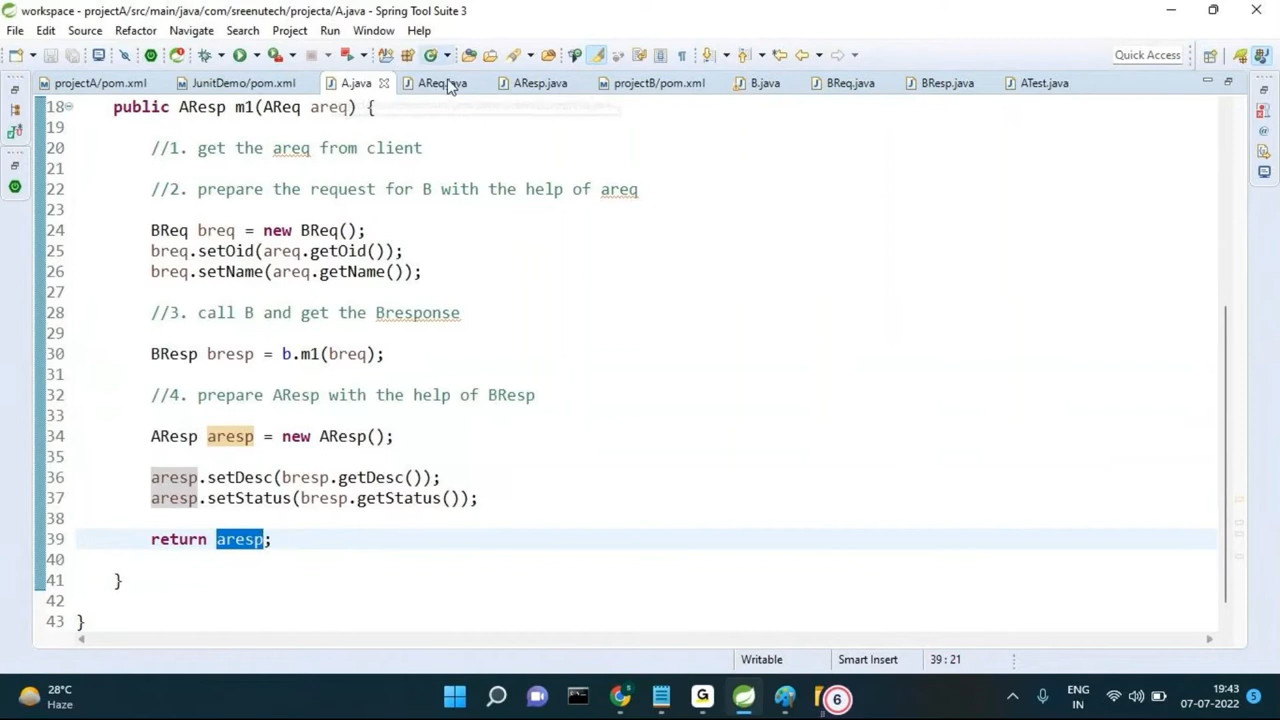 workspace - projectA/src/main/java/com/sreenutech/projecta/A.java - Spring Tool Suite 3
File Edit Source Refactor Navigate Search Project Run Window Help
Quick Access
projectA/pom.xml JunitDemo/pom.xml A.java AReq.java AResp.java projectB/pom.xml B.java BReq.java BResp.java ATest.java
18 public AResp m1(AReq areq) {
19
20 //1. get the areq from client
21
22 //2. prepare the request for B with the help of areq
23
24 BReq breq = new BReq();
25 breq.setOid(areq.getOid());
26 breq.setName(areq.getName());
27
28 //3. call B and get the Bresponse
29
30 BResp bresp = b.m1(breq);
31
32 //4. prepare AResp with the help of BResp
33
34 AResp aresp = new AResp();
35
36 aresp.setDesc(bresp.getDesc());
37 aresp.setStatus(bresp.getStatus());
38
39 return aresp;
40
41 }
42
43 }
Writable Smart Insert 39 : 21
28°C
Haze
G
6
ENG
IN
19:43
07-07-2022
5